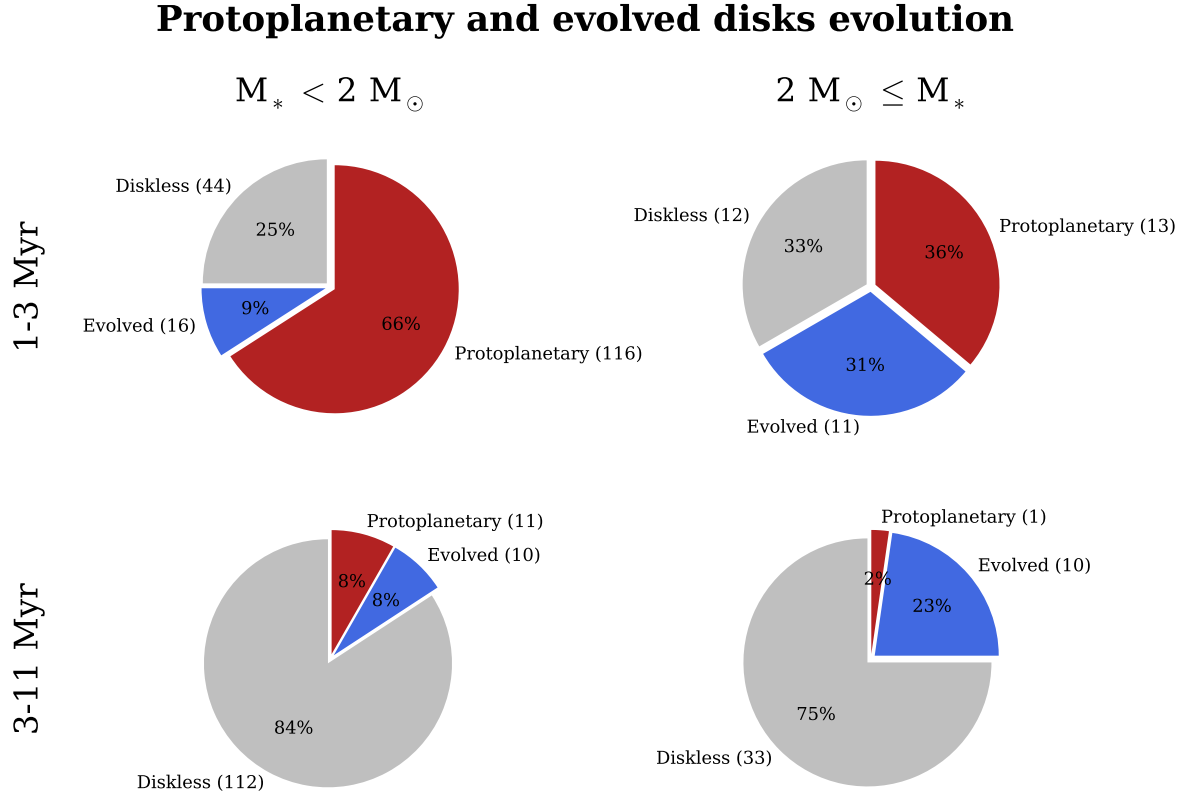 Protoplanetary and evolved disks evolution
M* < 2 M☉
2 M☉ ≤ M*
1-3 Myr
Diskless (44)
25%
9%
Evolved (16)
66%
Protoplanetary (116)
Diskless (12)
33%
36%
Protoplanetary (13)
31%
Evolved (11)
3-11 Myr
Protoplanetary (11)
Evolved (10)
8%
8%
84%
Diskless (112)
Protoplanetary (1)
Evolved (10)
2%
23%
75%
Diskless (33)